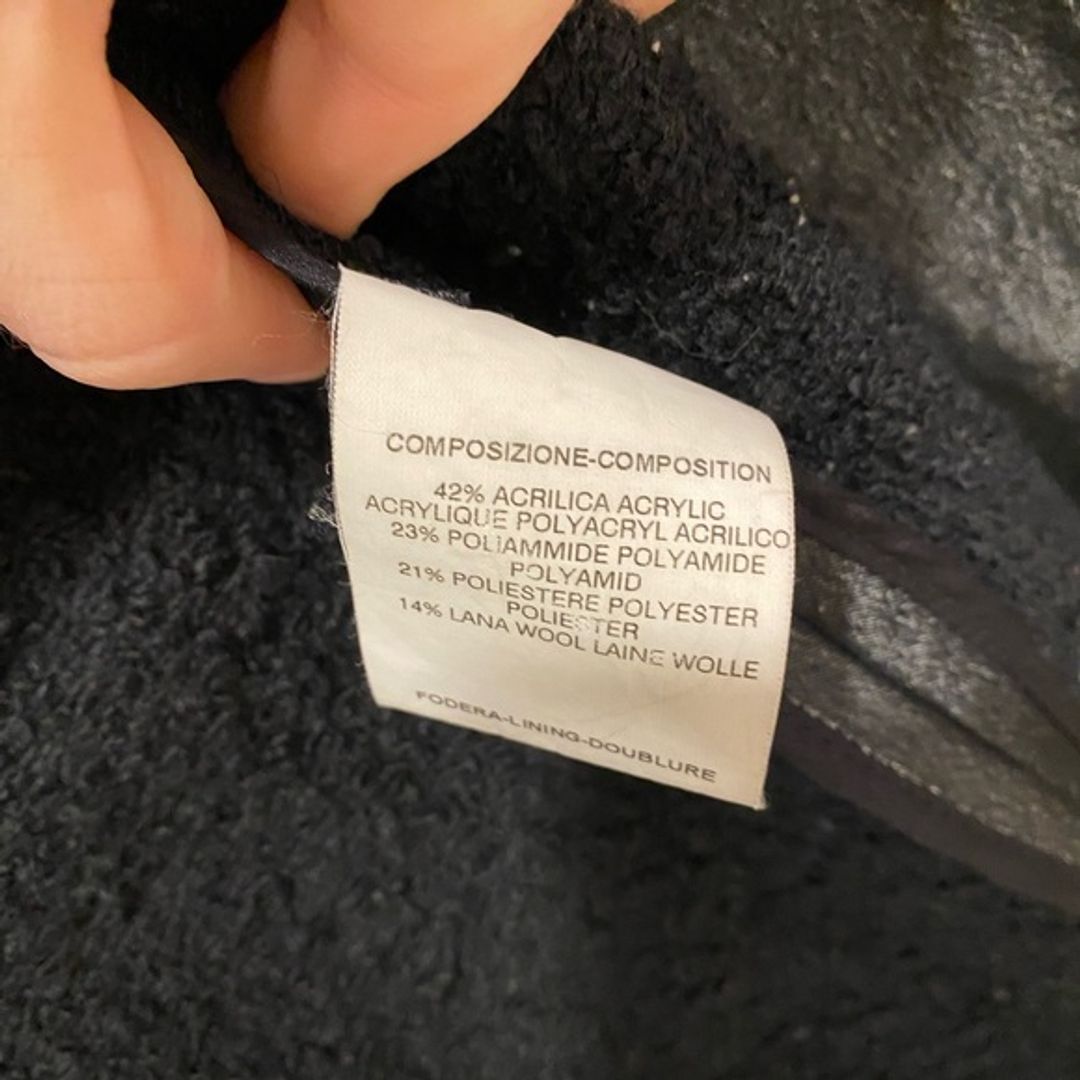 COMPOSIZIONE-COMPOSITION
42% ACRILICA ACRYLIC
ACRYLIQUE POLYACRYL ACRILICO
23% POLIAMMIDE POLYAMIDE
POLYAMID
21% POLIESTERE POLYESTER
POLIESTER
14% LANA WOOL LAINE WOLLE
FODERA-LINING-DOUBLURE